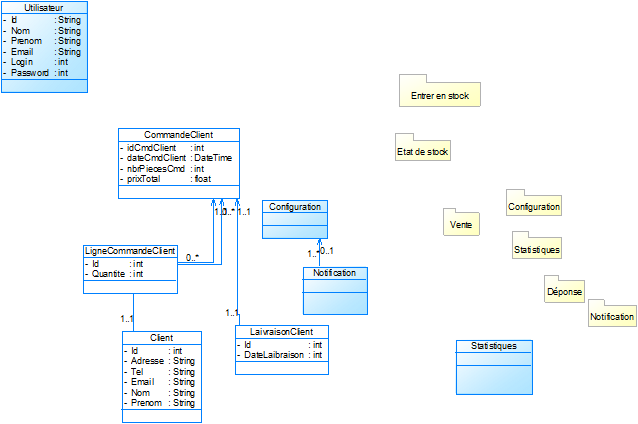 Utilisateur
- Id : String
- Nom : String
- Prenom : String
- Email : String
- Login : int
- Password : int
Entrer en stock
CommandeClient
- idCmdClient : int
- dateCmdClient : DateTime
- nbrPiecesCmd : int
- prixTotal : float
Etat de stock
Configuration
Configuration
1..1
0..*
1..1
Vente
LigneCommandeClient
- Id : int
- Quantite : int
0..*
1..*
0..1
Statistiques
Notification
Déponse
Notification
1..1
1..1
Client
- Id : int
- Adresse : String
- Tel : String
- Email : String
- Nom : String
- Prenom : String
LaivraisonClient
- Id : int
- DateLaibraison : int
Statistiques